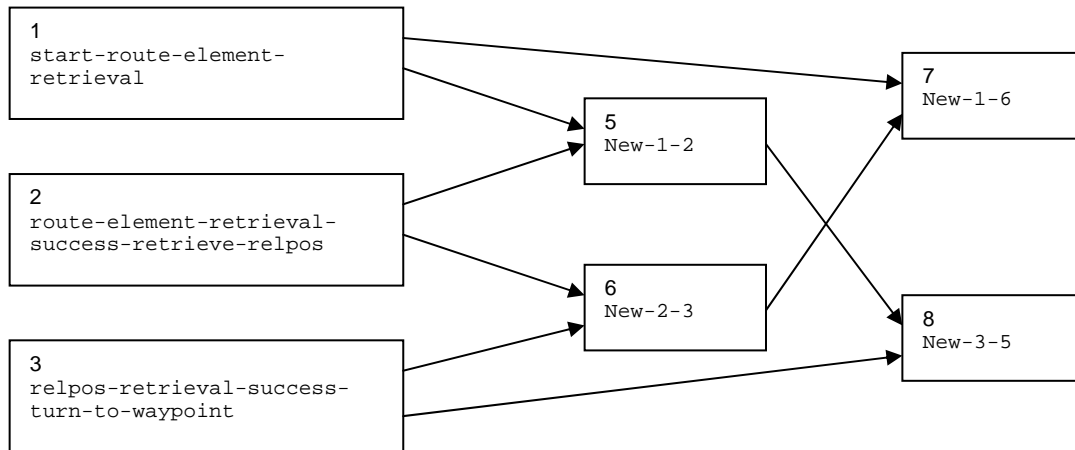 1
start-route-element-
retrieval
2
route-element-retrieval-
success-retrieve-relpos
3
relpos-retrieval-success-
turn-to-waypoint
5
New-1-2
6
New-2-3
7
New-1-6
8
New-3-5